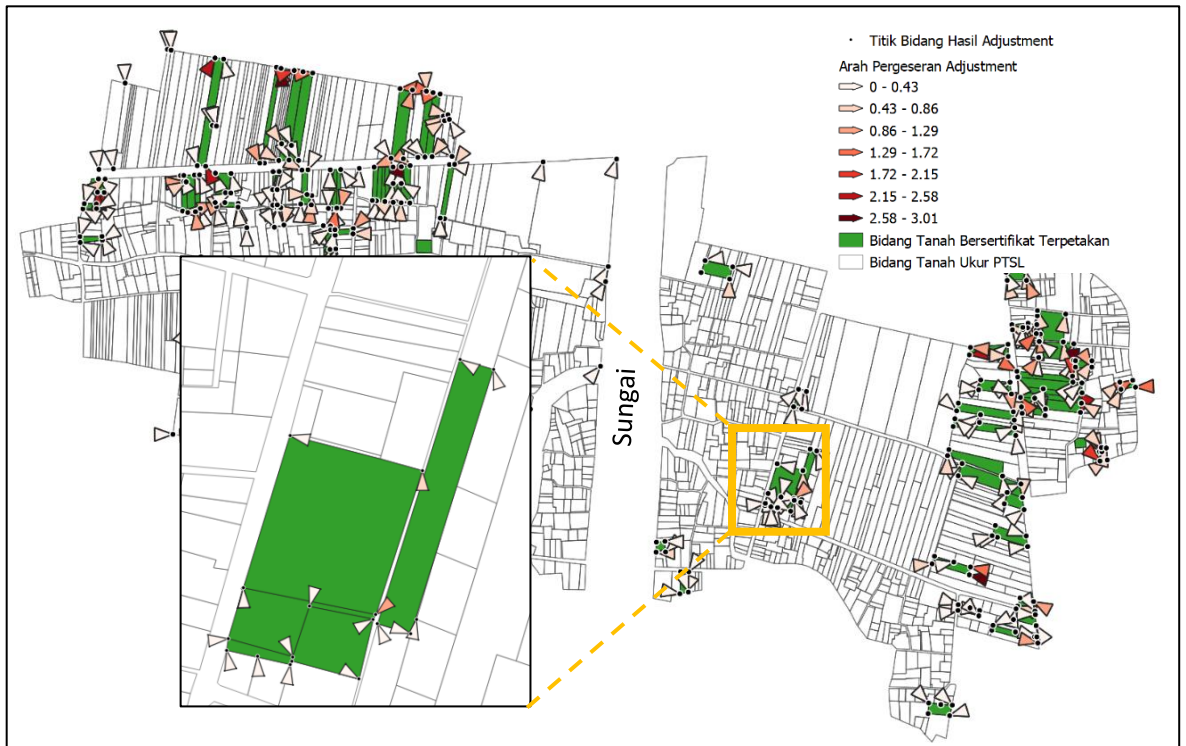 Titik Bidang Hasil Adjustment
Arah Pergeseran Adjustment
0 - 0.43
0.43 - 0.86
0.86 - 1.29
1.29 - 1.72
1.72 - 2.15
2.15 - 2.58
2.58 - 3.01
Bidang Tanah Bersertifikat Terpetakan
Bidang Tanah Ukur PTSL
Sungai